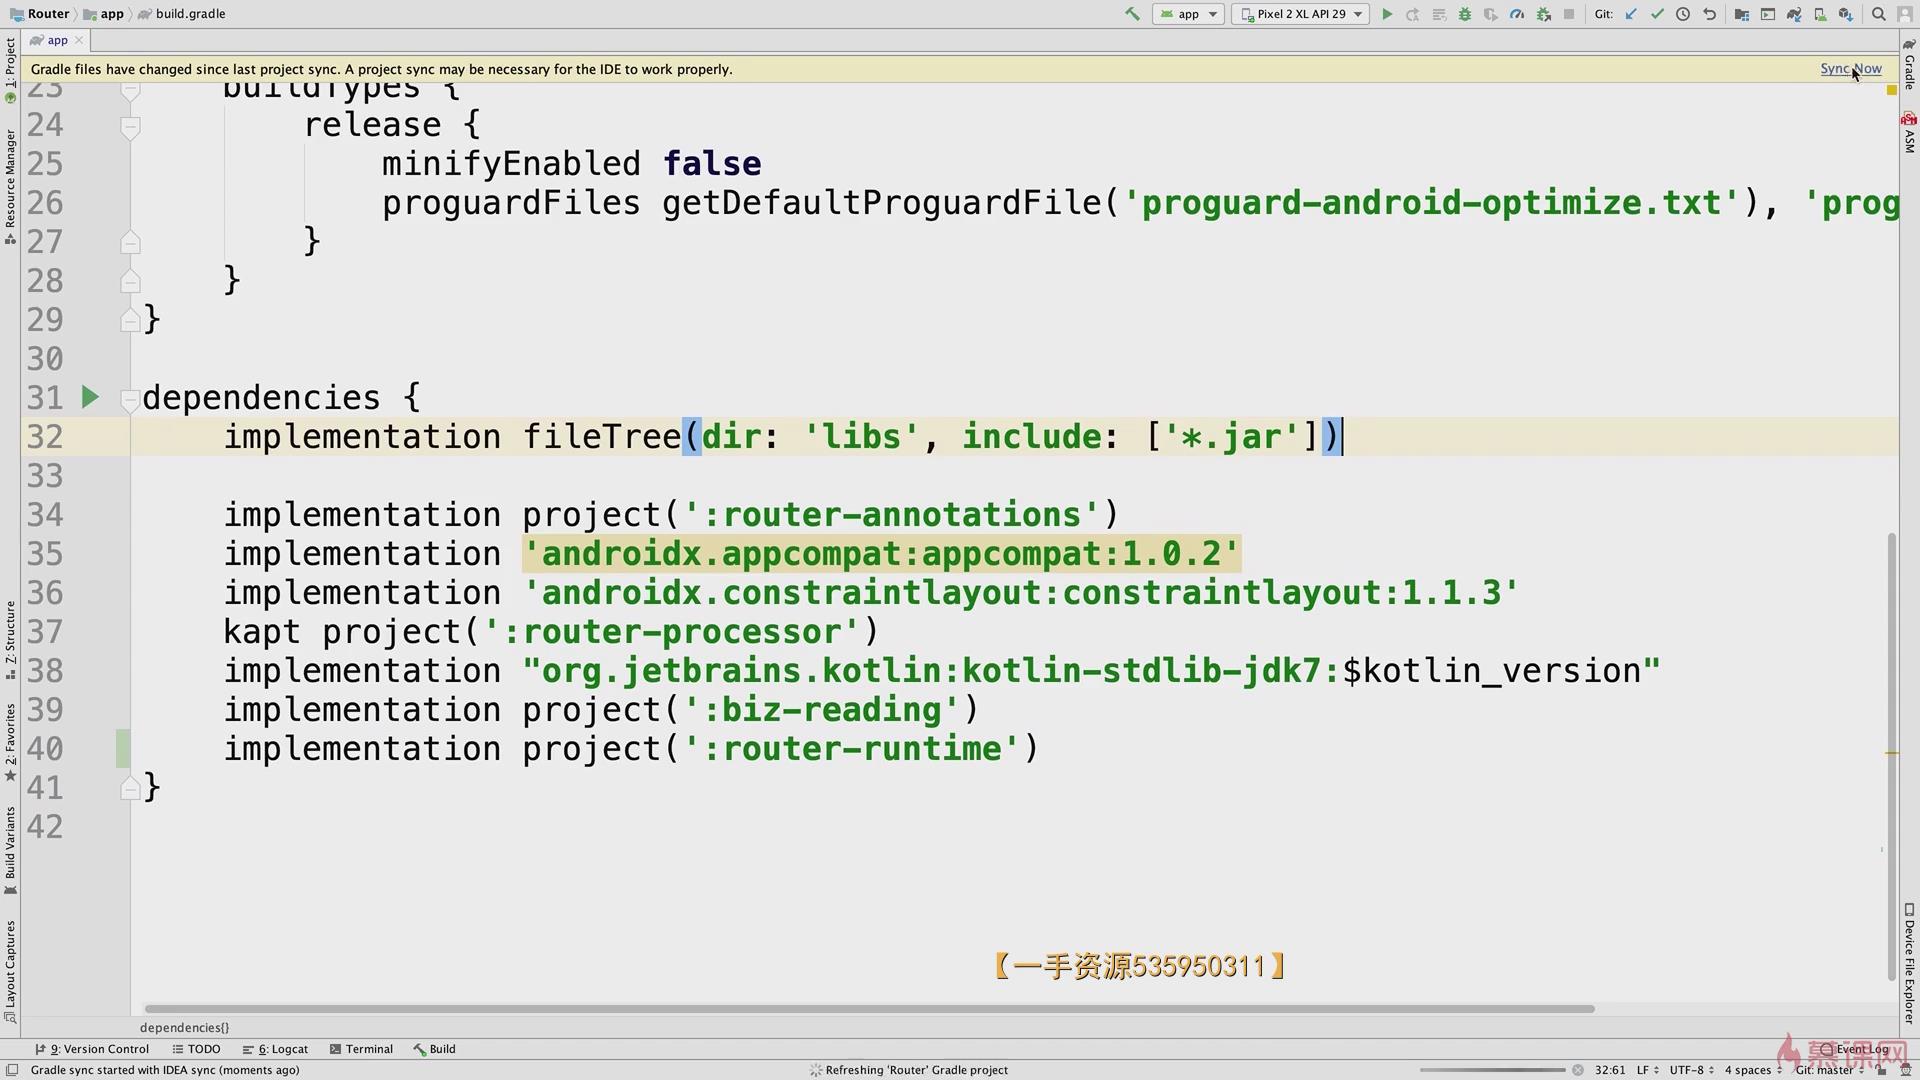 Router app build.gradle
app Pixel 2 XL API 29 Git:
app
Gradle files have changed since last project sync. A project sync may be necessary for the IDE to work properly. Sync Now
23 buildTypes {
24 release {
25 minifyEnabled false
26 proguardFiles getDefaultProguardFile('proguard-android-optimize.txt'), 'prog
27 }
28 }
29 }
30
31 dependencies {
32 implementation fileTree(dir: 'libs', include: ['*.jar'])
33
34 implementation project(':router-annotations')
35 implementation 'androidx.appcompat:appcompat:1.0.2'
36 implementation 'androidx.constraintlayout:constraintlayout:1.1.3'
37 kapt project(':router-processor')
38 implementation "org.jetbrains.kotlin:kotlin-stdlib-jdk7:$kotlin_version"
39 implementation project(':biz-reading')
40 implementation project(':router-runtime')
41 }
42
1: Project
Resource Manager
Z: Structure
2: Favorites
Build Variants
Layout Captures
Gradle
ASM
Device File Explorer
【一手资源535950311】
dependencies{}
9: Version Control TODO 6: Logcat Terminal Build Event Log
慕课网
Gradle sync started with IDEA sync (moments ago) Refreshing 'Router' Gradle project 32:61 LF UTF-8 4 spaces Git: master